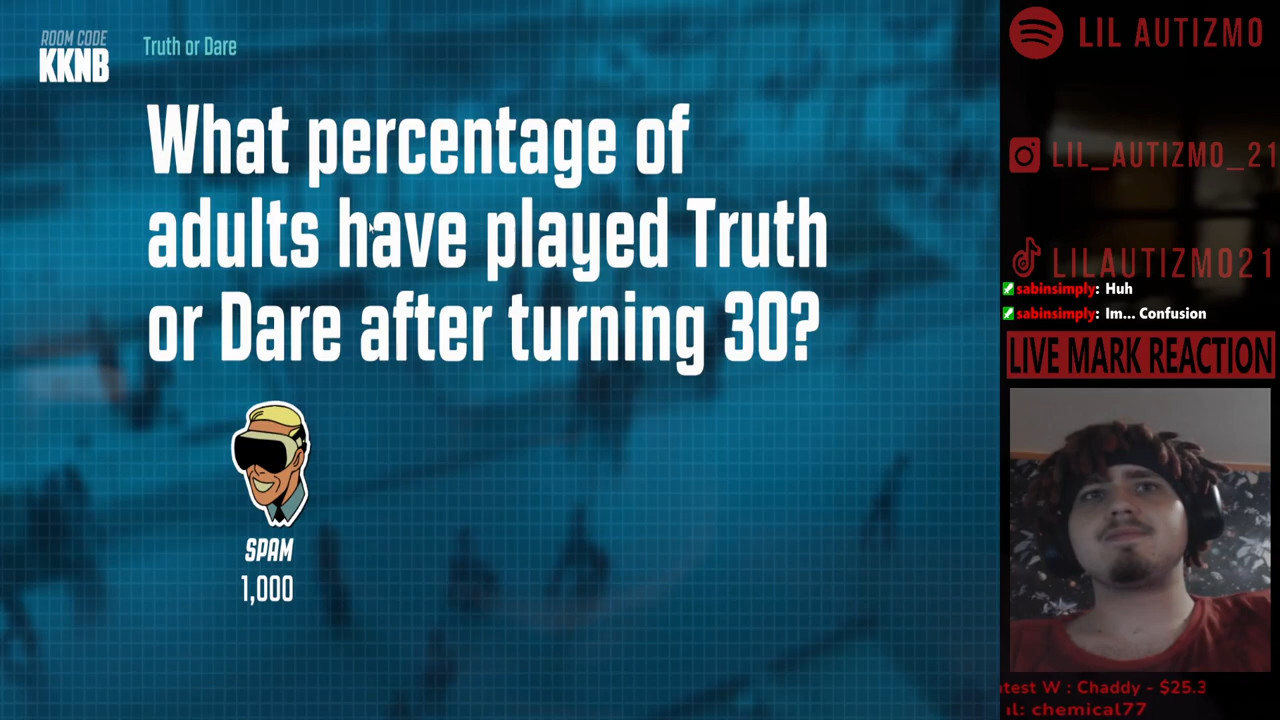 ROOM CODE
KKNB
Truth or Dare
What percentage of
adults have played Truth
or Dare after turning 30?
SPAM
1,000
LIL AUTIZMO
LIL_AUTIZMO_21
LILAUTIZMO21
sabinsimply: Huh
sabinsimply: Im... Confusion
LIVE MARK REACTION
test W : Chaddy - $25.3
al: chemical77